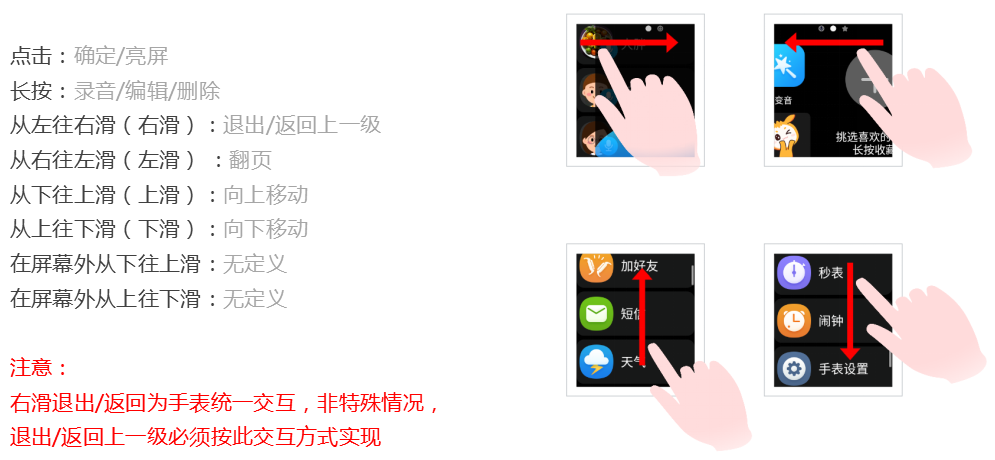 点击：确定/亮屏
长按：录音/编辑/删除
从左往右滑（右滑）：退出/返回上一级
从右往左滑（左滑） ：翻页
从下往上滑（上滑）：向上移动
从上往下滑（下滑）：向下移动
在屏幕外从下往上滑：无定义
在屏幕外从上往下滑：无定义
注意：
右滑退出/返回为手表统一交互，非特殊情况，
退出/返回上一级必须按此交互方式实现
变音
挑选喜欢的
长按收藏
加好友
短信
天气
秒表
闹钟
手表设置